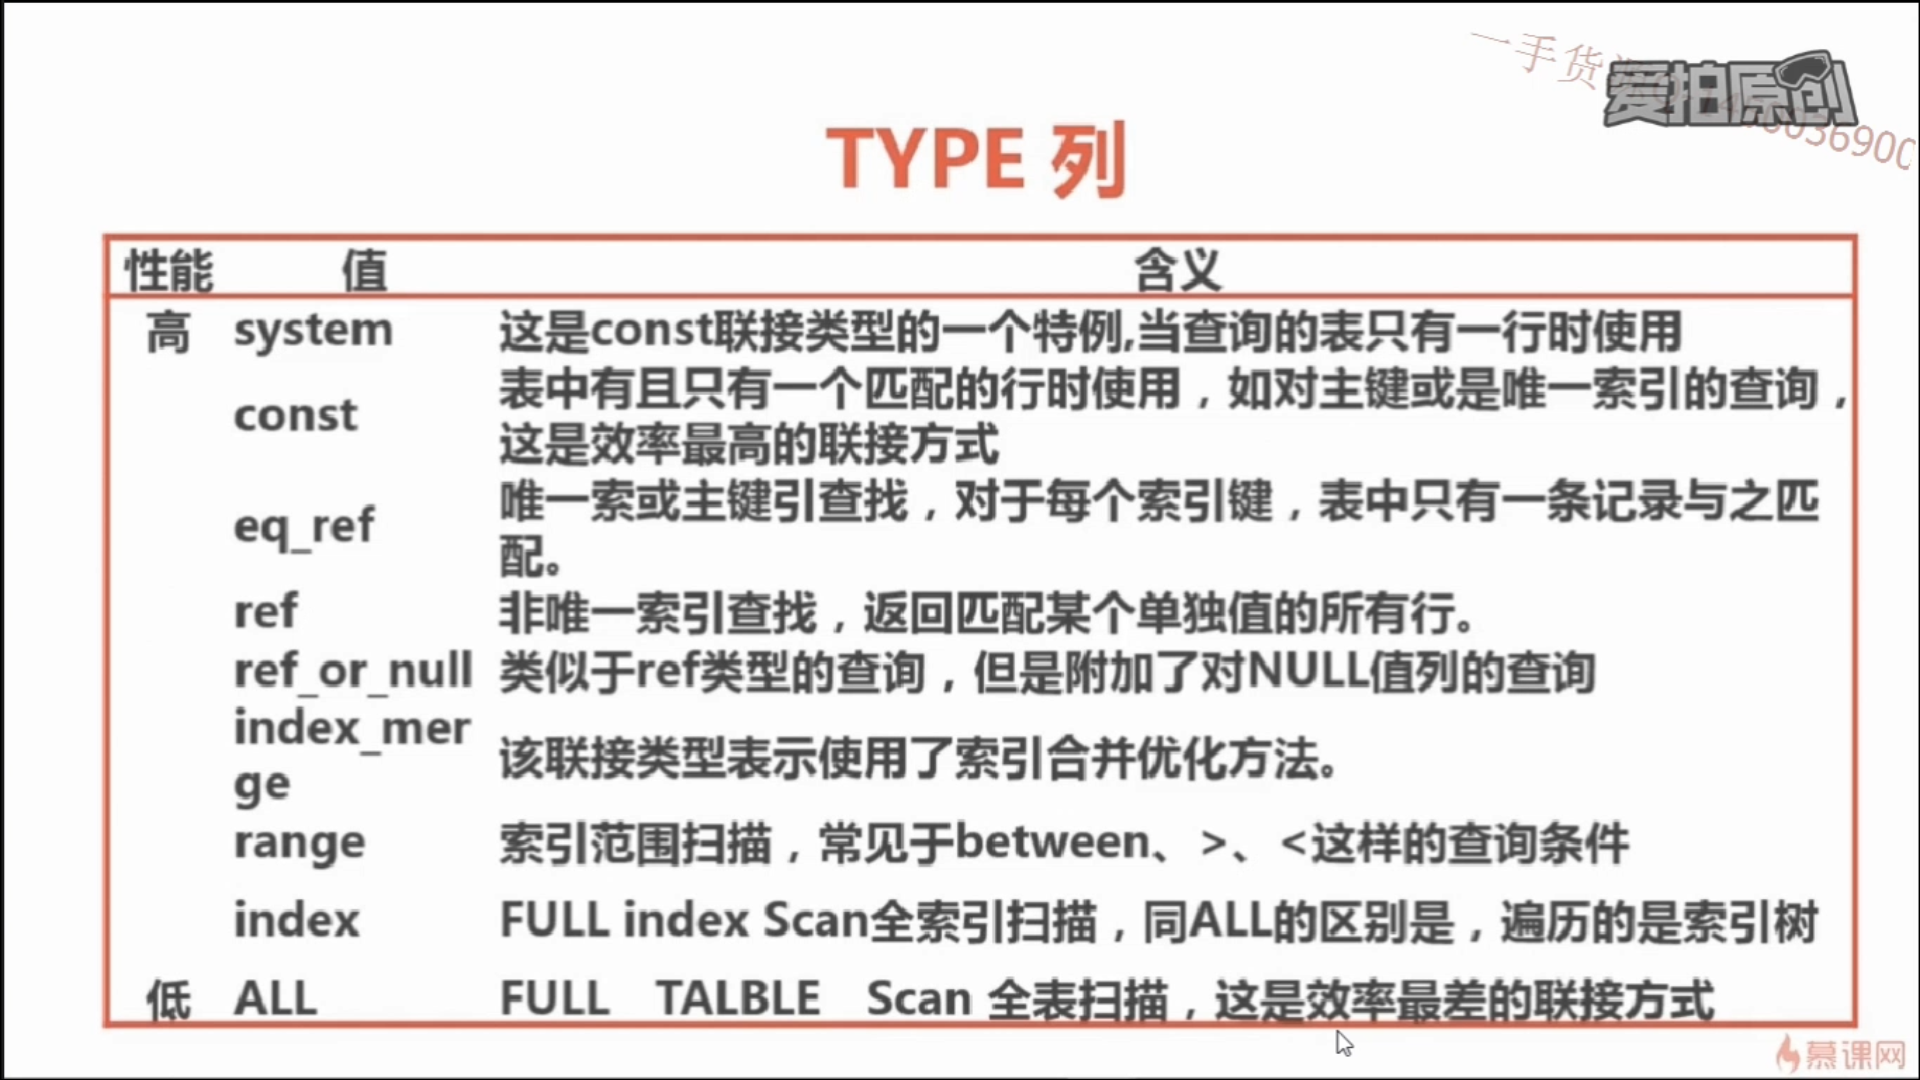 一手货源
爱拍原创
036900
TYPE 列
性能 值 含义
高 system 这是const联接类型的一个特例,当查询的表只有一行时使用
const 表中有且只有一个匹配的行时使用，如对主键或是唯一索引的查询，
这是效率最高的联接方式
eq_ref 唯一索或主键引查找，对于每个索引键，表中只有一条记录与之匹
配。
ref 非唯一索引查找，返回匹配某个单独值的所有行。
ref_or_null 类似于ref类型的查询，但是附加了对NULL值列的查询
index_mer
ge 该联接类型表示使用了索引合并优化方法。
range 索引范围扫描，常见于between、>、<这样的查询条件
index FULL index Scan全索引扫描，同ALL的区别是，遍历的是索引树
低 ALL FULL TALBLE Scan 全表扫描，这是效率最差的联接方式
慕课网